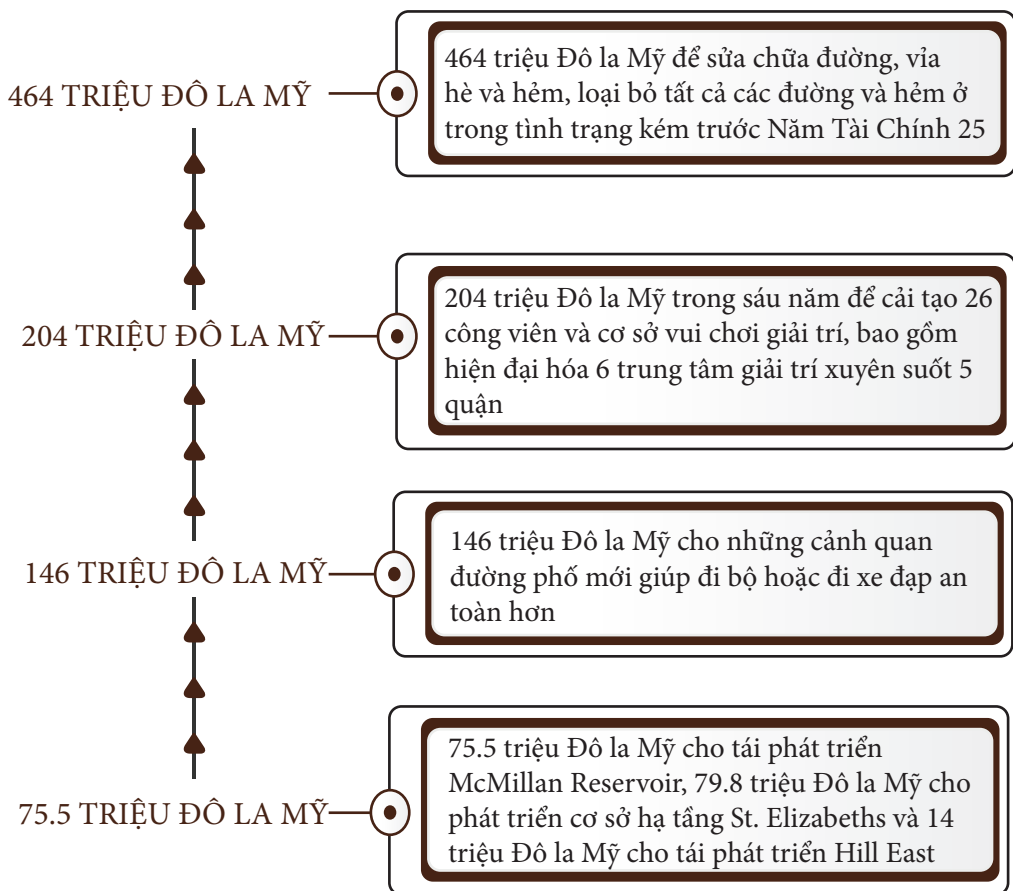 464 TRIỆU ĐÔ LA MỸ
464 triệu Đô la Mỹ để sửa chữa đường, vỉa
hè và hẻm, loại bỏ tất cả các đường và hẻm ở
trong tình trạng kém trước Năm Tài Chính 25
204 TRIỆU ĐÔ LA MỸ
204 triệu Đô la Mỹ trong sáu năm để cải tạo 26
công viên và cơ sở vui chơi giải trí, bao gồm
hiện đại hóa 6 trung tâm giải trí xuyên suốt 5
quận
146 TRIỆU ĐÔ LA MỸ
146 triệu Đô la Mỹ cho những cảnh quan
đường phố mới giúp đi bộ hoặc đi xe đạp an
toàn hơn
75.5 TRIỆU ĐÔ LA MỸ
75.5 triệu Đô la Mỹ cho tái phát triển
McMillan Reservoir, 79.8 triệu Đô la Mỹ cho
phát triển cơ sở hạ tầng St. Elizabeths và 14
triệu Đô la Mỹ cho tái phát triển Hill East